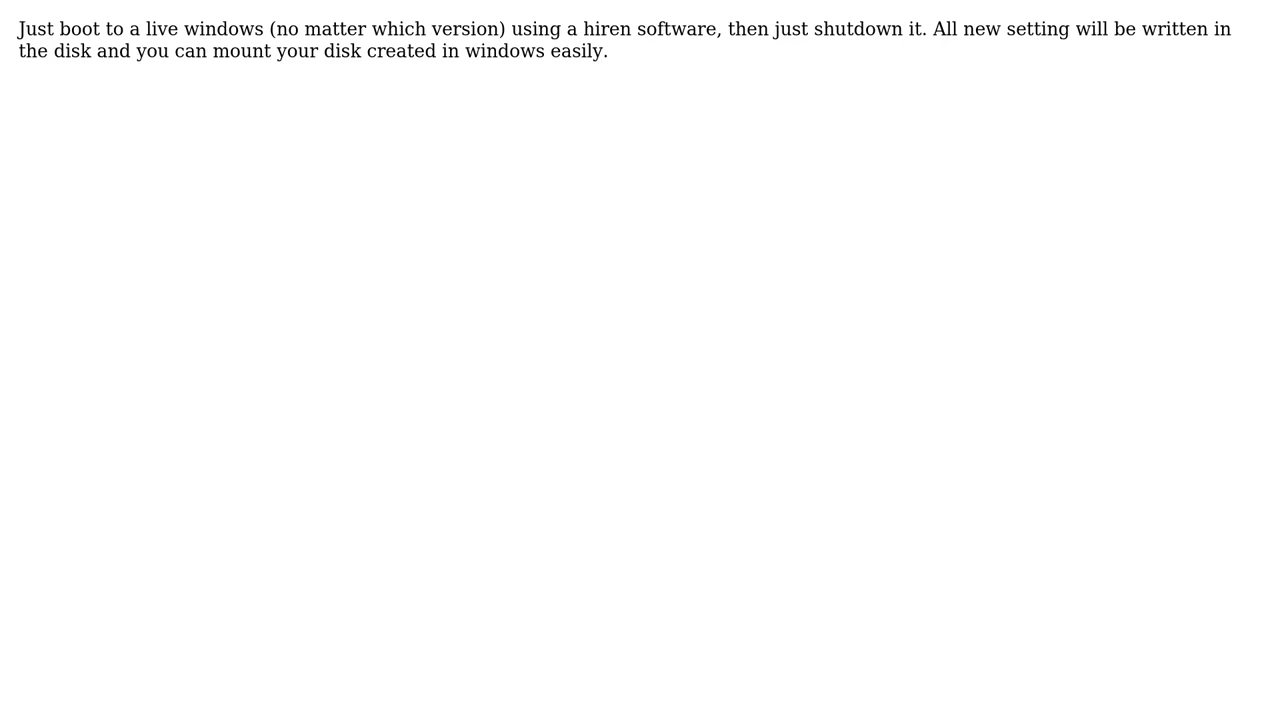 Just boot to a live windows (no matter which version) using a hiren software, then just shutdown it. All new setting will be written in
the disk and you can mount your disk created in windows easily.